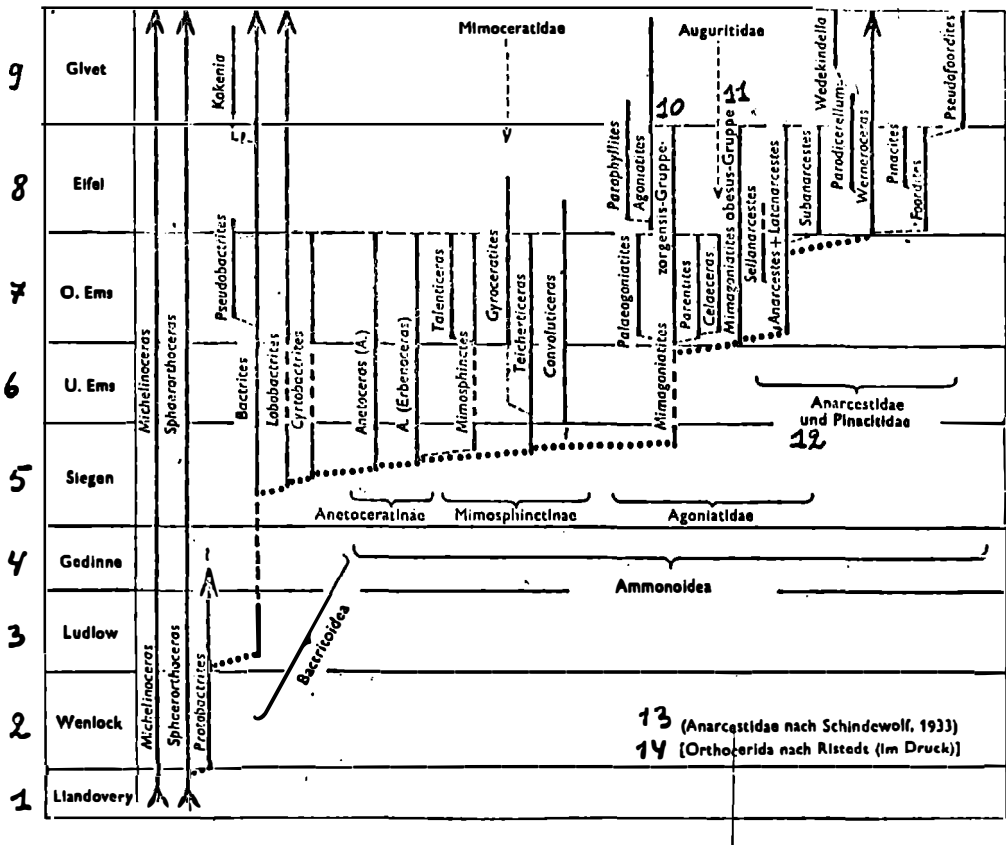 9 Givet
8 Eifel
7 O. Ems
6 U. Ems
5 Siegen
4 Gedinne
3 Ludlow
2 Wenlock
1 Llandovery
Michelinoceras
Sphaerorthoceras
Michelinoceras
Sphaerorthoceras
Protobactrites
Kokenia
Pseudobactrites
Bactrites
Lobobactrites
Cyrtobactrites
Anetoceras (A.)
A. (Erbenoceras)
Talenticeras
Mimosphinctes
Mimoceratidae
Gyroceratites
Teicherticeras
Convoluticeras
Paraphyllites
Agoniatites
Palaeogoniatites
10
Mimagoniatites zorgensis-Gruppe
Parentites
Celaeceras
Auguritidae
11
Mimagoniatites obesus-Gruppe
Sellanarcestes
Anarcestes + Latanarcestes
Subanarcestes
Wedekindella
Parodicerellum
Werneroceras
Pinacites
Foordites
Pseudofoordites
Anarcestidae
und Pinacitidae
12
Anetoceratinae
Mimosphinctinae
Agoniatidae
Ammonoidea
Bactritoidea
13 (Anarcestidae nach Schindewolf, 1933)
14 [Orthocerida nach Ristedt (im Druck)]